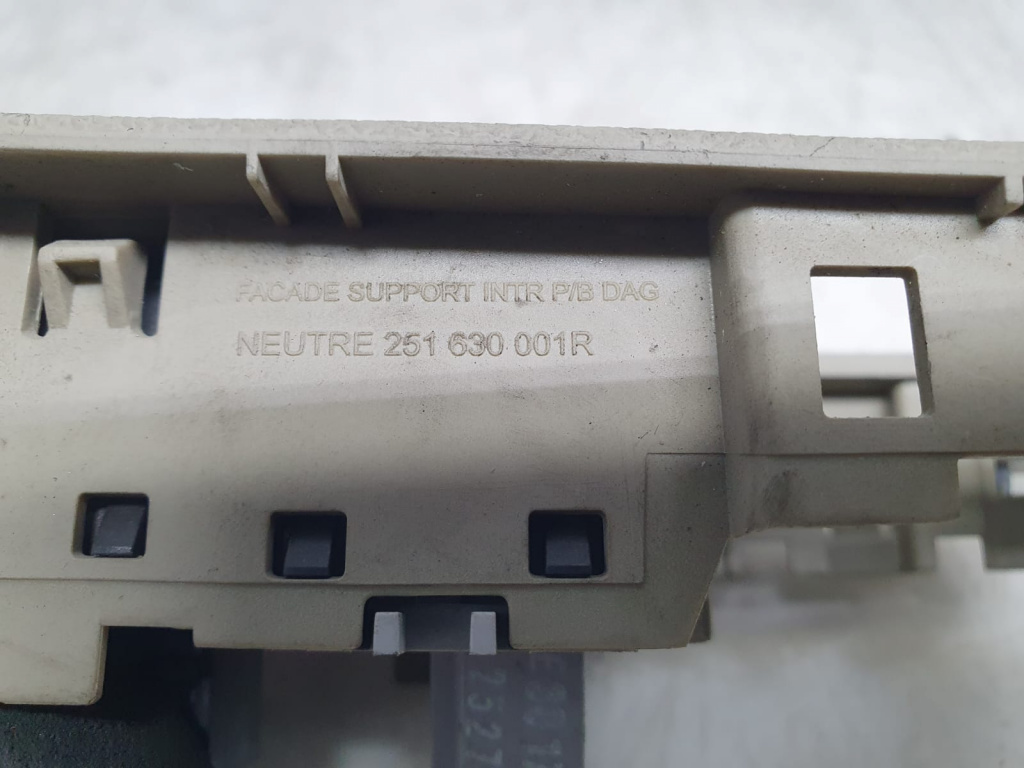 FACADE SUPPORT INTR P/B DAG
NEUTRE 251 630 001R